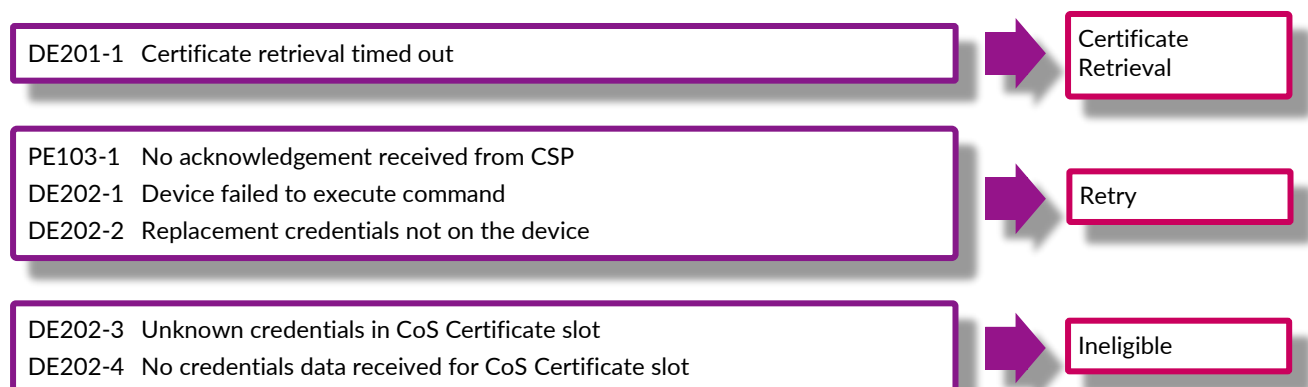 DE201-1 Certificate retrieval timed out
Certificate
Retrieval
PE103-1 No acknowledgement received from CSP
DE202-1 Device failed to execute command
DE202-2 Replacement credentials not on the device
Retry
DE202-3 Unknown credentials in CoS Certificate slot
DE202-4 No credentials data received for CoS Certificate slot
Ineligible